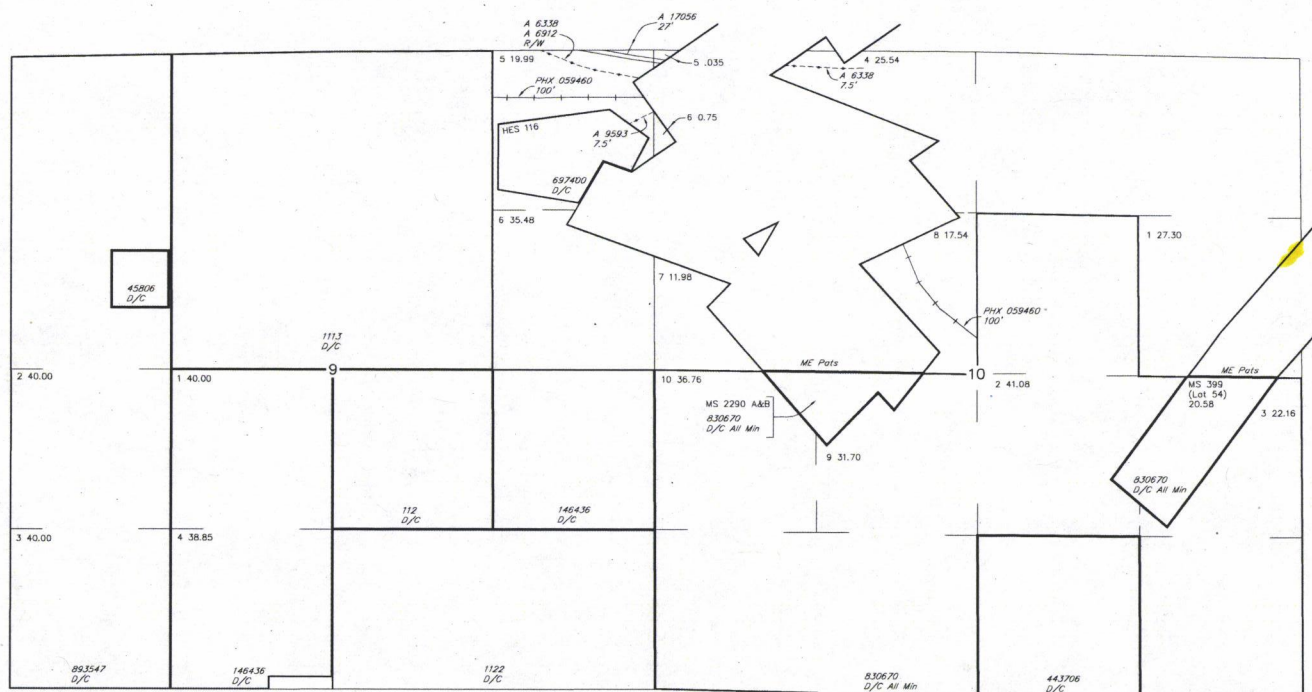 A 6338
A 6912
R/W
A 17056
27'
5 19.99
5 .035
4 25.54
A 6338
7.5'
PHX 059460
100'
HES 116
A 9593
7.5'
6 0.75
697400
D/C
6 35.48
8 17.54
1 27.30
45806
D/C
7 11.98
PHX 059460
100'
1113
D/C
ME Pats
ME Pats
2 40.00
1 40.00
9
10 36.76
10
2 41.08
MS 399
(Lot 54)
20.58
3 22.16
MS 2290 A&B
830670
D/C All Min
9 31.70
830670
D/C All Min
112
D/C
146436
D/C
3 40.00
4 38.85
893547
D/C
146436
D/C
1122
D/C
830670
D/C All Min
443706
D/C